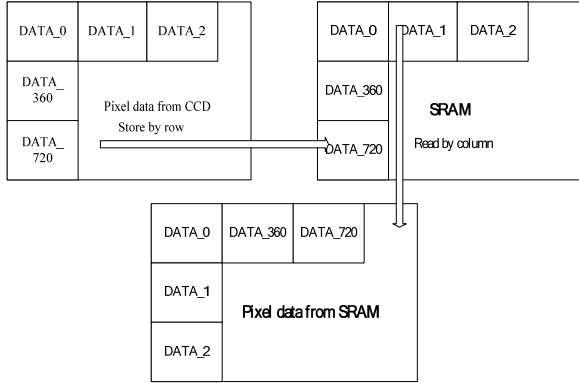 DATA_0 DATA_1 DATA_2
DATA_
360
DATA_
720
Pixel data from CCD
Store by row
DATA_0 DATA_1 DATA_2
DATA_360
DATA_720
SRAM
Read by column
DATA_0 DATA_360 DATA_720
DATA_1
DATA_2
Pixel data from SRAM